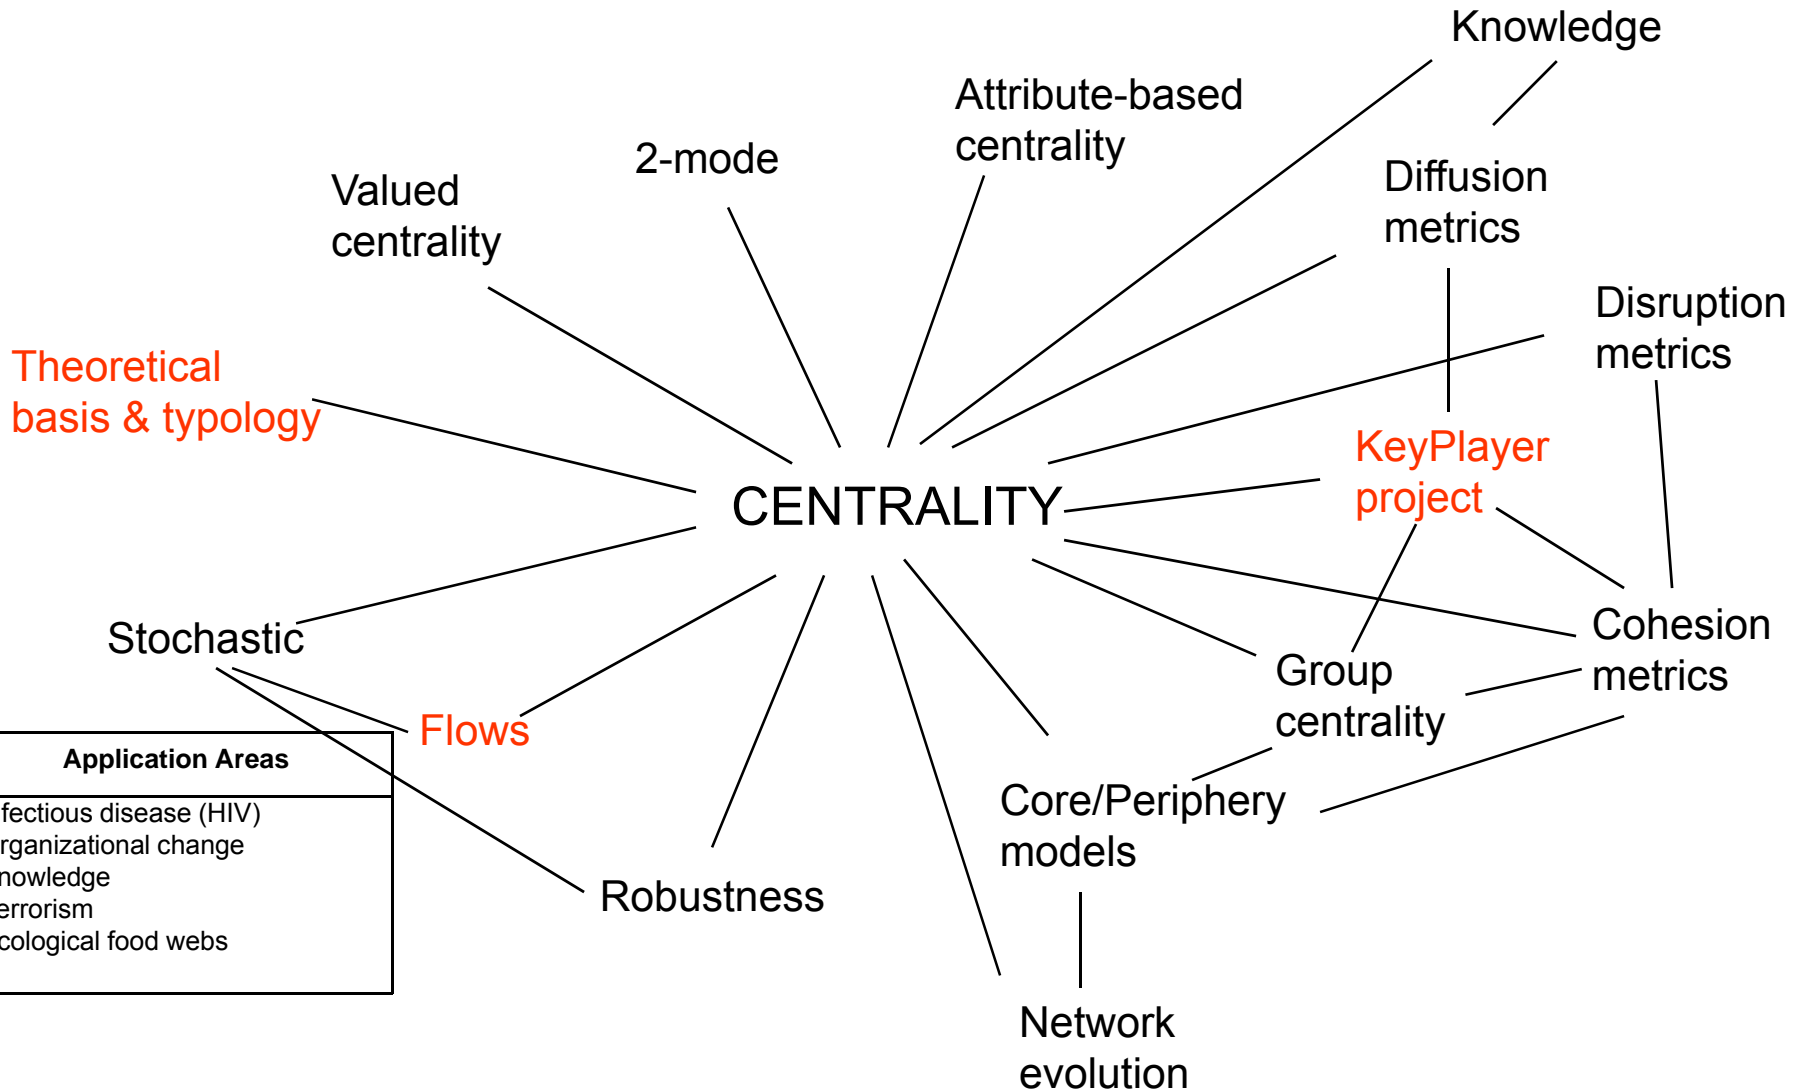 Knowledge
Attribute-based
centrality
2-mode
Diffusion
metrics
Valued
centrality
Disruption
metrics
Theoretical
basis & typology
KeyPlayer
project
CENTRALITY
Stochastic
Cohesion
metrics
Group
centrality
Flows
Application Areas
fectious disease (HIV)
rganizational change
nowledge
errorism
cological food webs
Core/Periphery
models
Robustness
Network
evolution